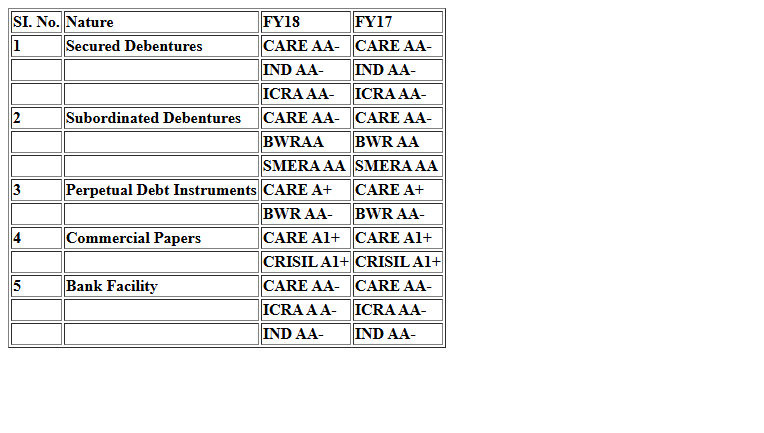 SI. No. Nature FY18 FY17
1 Secured Debentures CARE AA- CARE AA-
IND AA- IND AA-
ICRA AA- ICRA AA-
2 Subordinated Debentures CARE AA- CARE AA-
BWRAA BWR AA
SMERA AA SMERA AA
3 Perpetual Debt Instruments CARE A+ CARE A+
BWR AA- BWR AA-
4 Commercial Papers CARE A1+ CARE A1+
CRISIL A1+ CRISIL A1+
5 Bank Facility CARE AA- CARE AA-
ICRA A A- ICRA AA-
IND AA- IND AA-